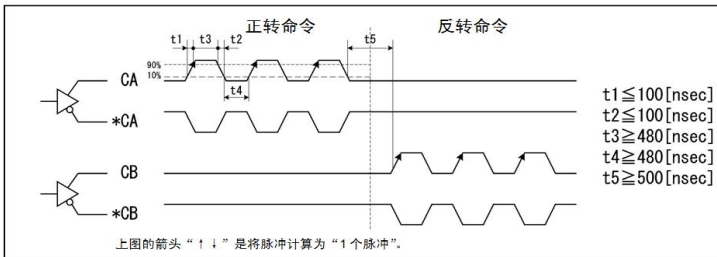 正转命令
反转命令
t1 t3 t2
t5
90%
10%
CA
t4
*CA
CB
*CB
t1≦100[nsec]
t2≦100[nsec]
t3≧480[nsec]
t4≧480[nsec]
t5≧500[nsec]
上图的箭头“↑↓”是将脉冲计算为“1个脉冲”。